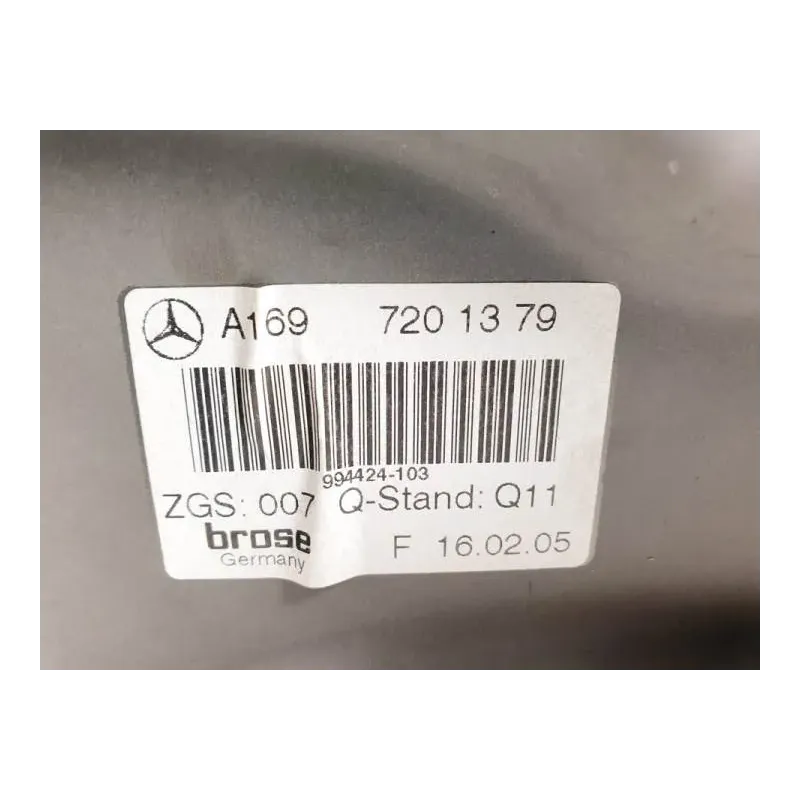 A169 720 13 79
994424-103
ZGS: 007 Q-Stand: Q11
brose
Germany
F 16.02.05